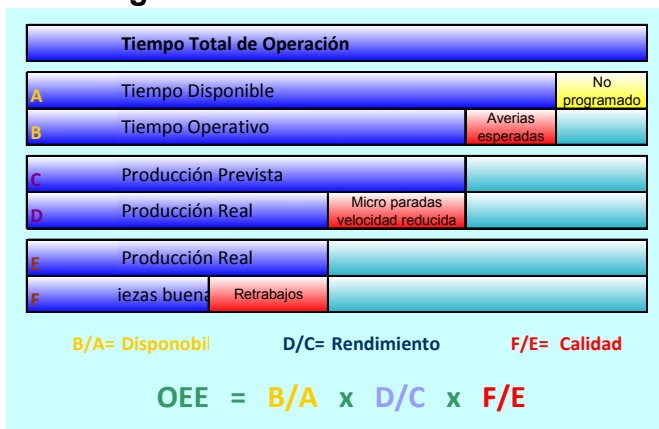 Tiempo Total de Operación
A Tiempo Disponible No programado
B Tiempo Operativo Averias esperadas
C Producción Prevista
D Producción Real Micro paradas velocidad reducida
E Producción Real
F iezas buena Retrabajos
B/A= Disponobil D/C= Rendimiento F/E= Calidad
OEE = B/A x D/C x F/E